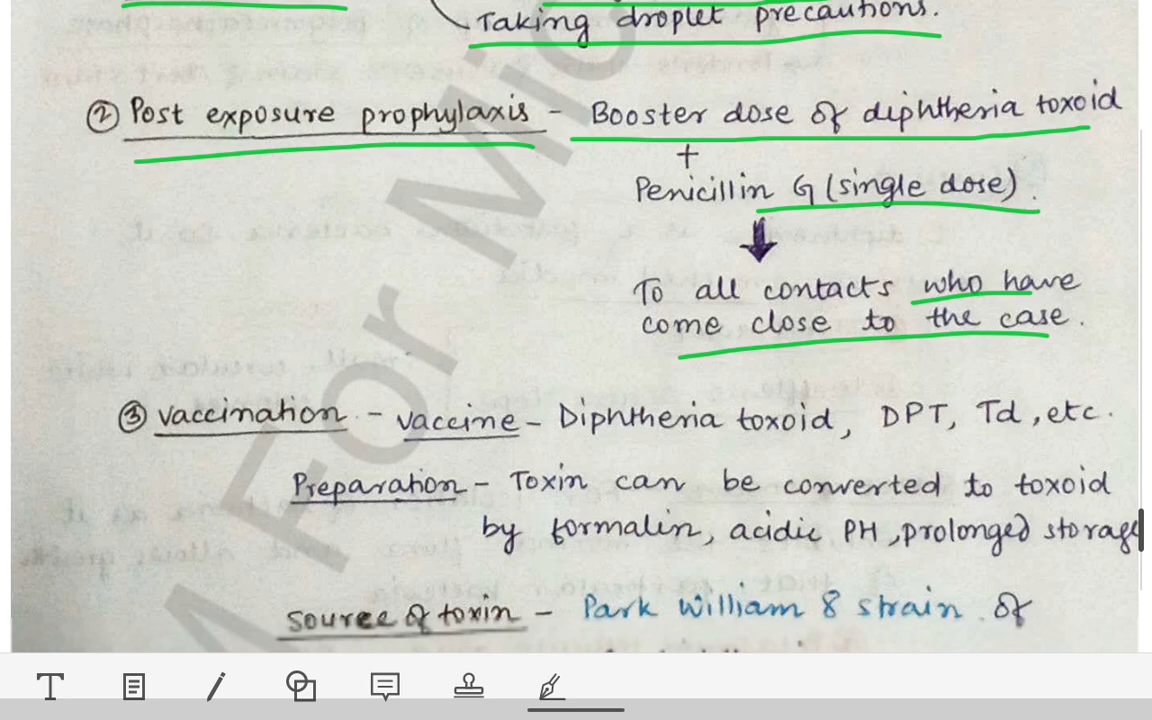 Taking droplet precautions.
② Post exposure prophylaxis - Booster dose of diphtheria toxoid
+
Penicillin G (single dose).
To all contacts who have
come close to the case.
③ vaccination - vaccine - Diphtheria toxoid, DPT, Td, etc.
Preparation - Toxin can be converted to toxoid
by formalin, acidic PH, prolonged storage
source of toxin - Park William 8 strain of
M For Mic
T